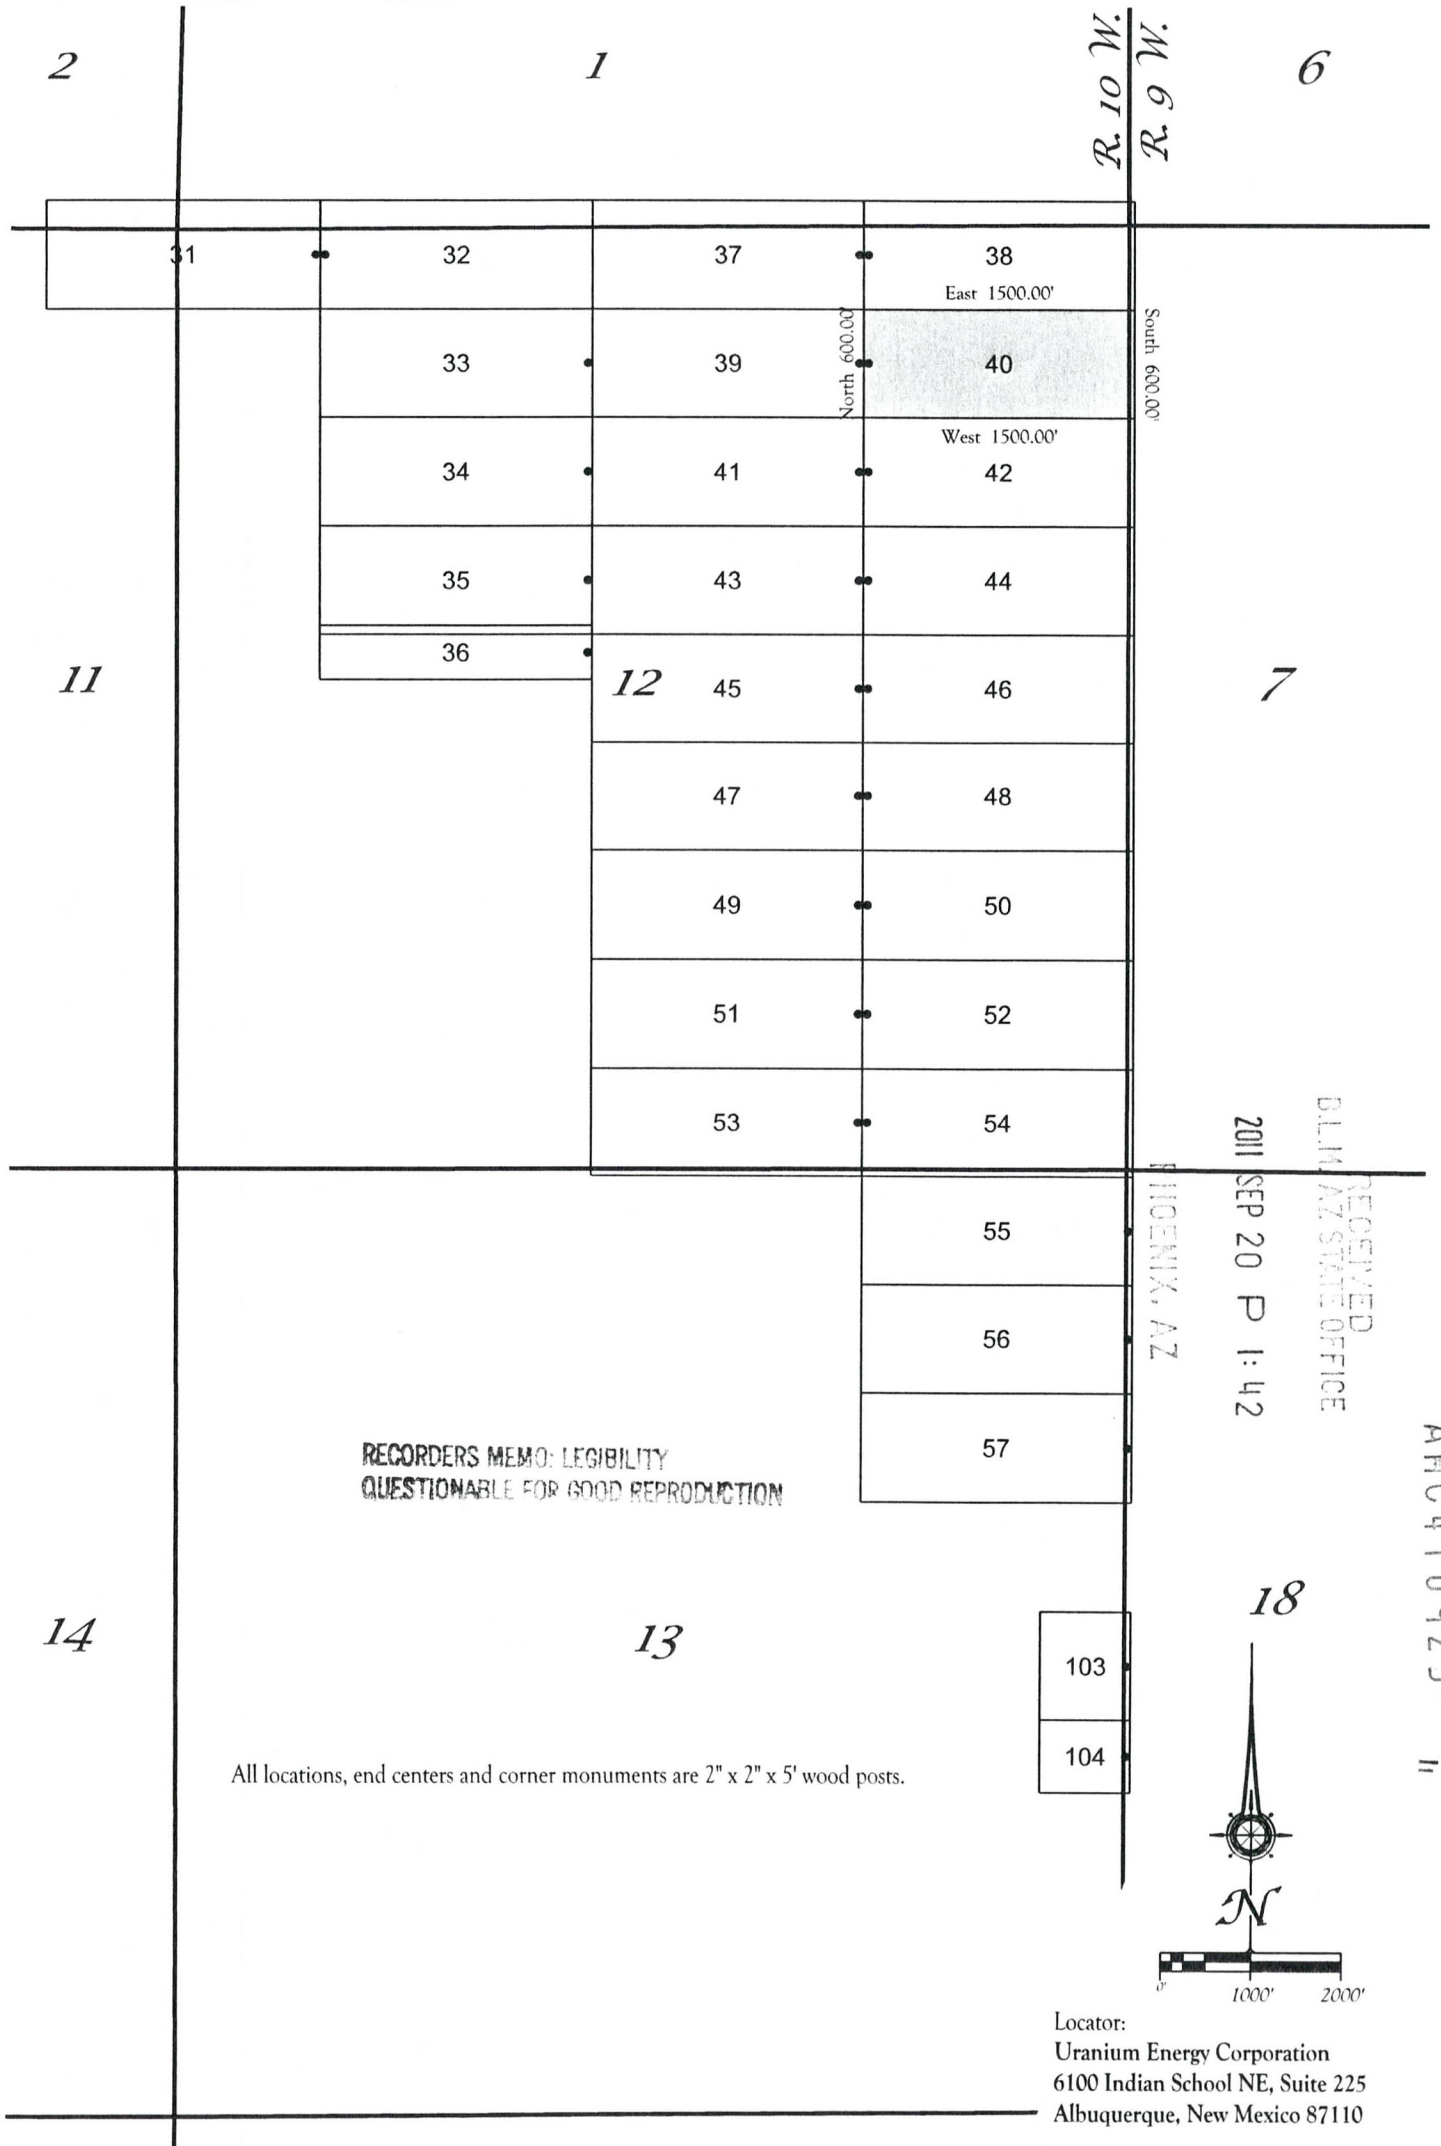 2
1
6
R. 10 W.
R. 9 W.
31
32
37
38
East 1500.00'
North 600.00'
South 600.00'
33
39
40
West 1500.00'
34
41
42
35
43
44
36
11
12
45
46
7
47
48
49
50
51
52
53
54
RECEIVED
B.L.M. AZ STATE OFFICE
2011 SEP 20 P 1:42
PHOENIX, AZ
55
56
57
RECORDERS MEMO: LEGIBILITY
QUESTIONABLE FOR GOOD REPRODUCTION
14
13
18
103
104
All locations, end centers and corner monuments are 2" x 2" x 5' wood posts.
N
0' 1000' 2000'
Locator:
Uranium Energy Corporation
6100 Indian School NE, Suite 225
Albuquerque, New Mexico 87110